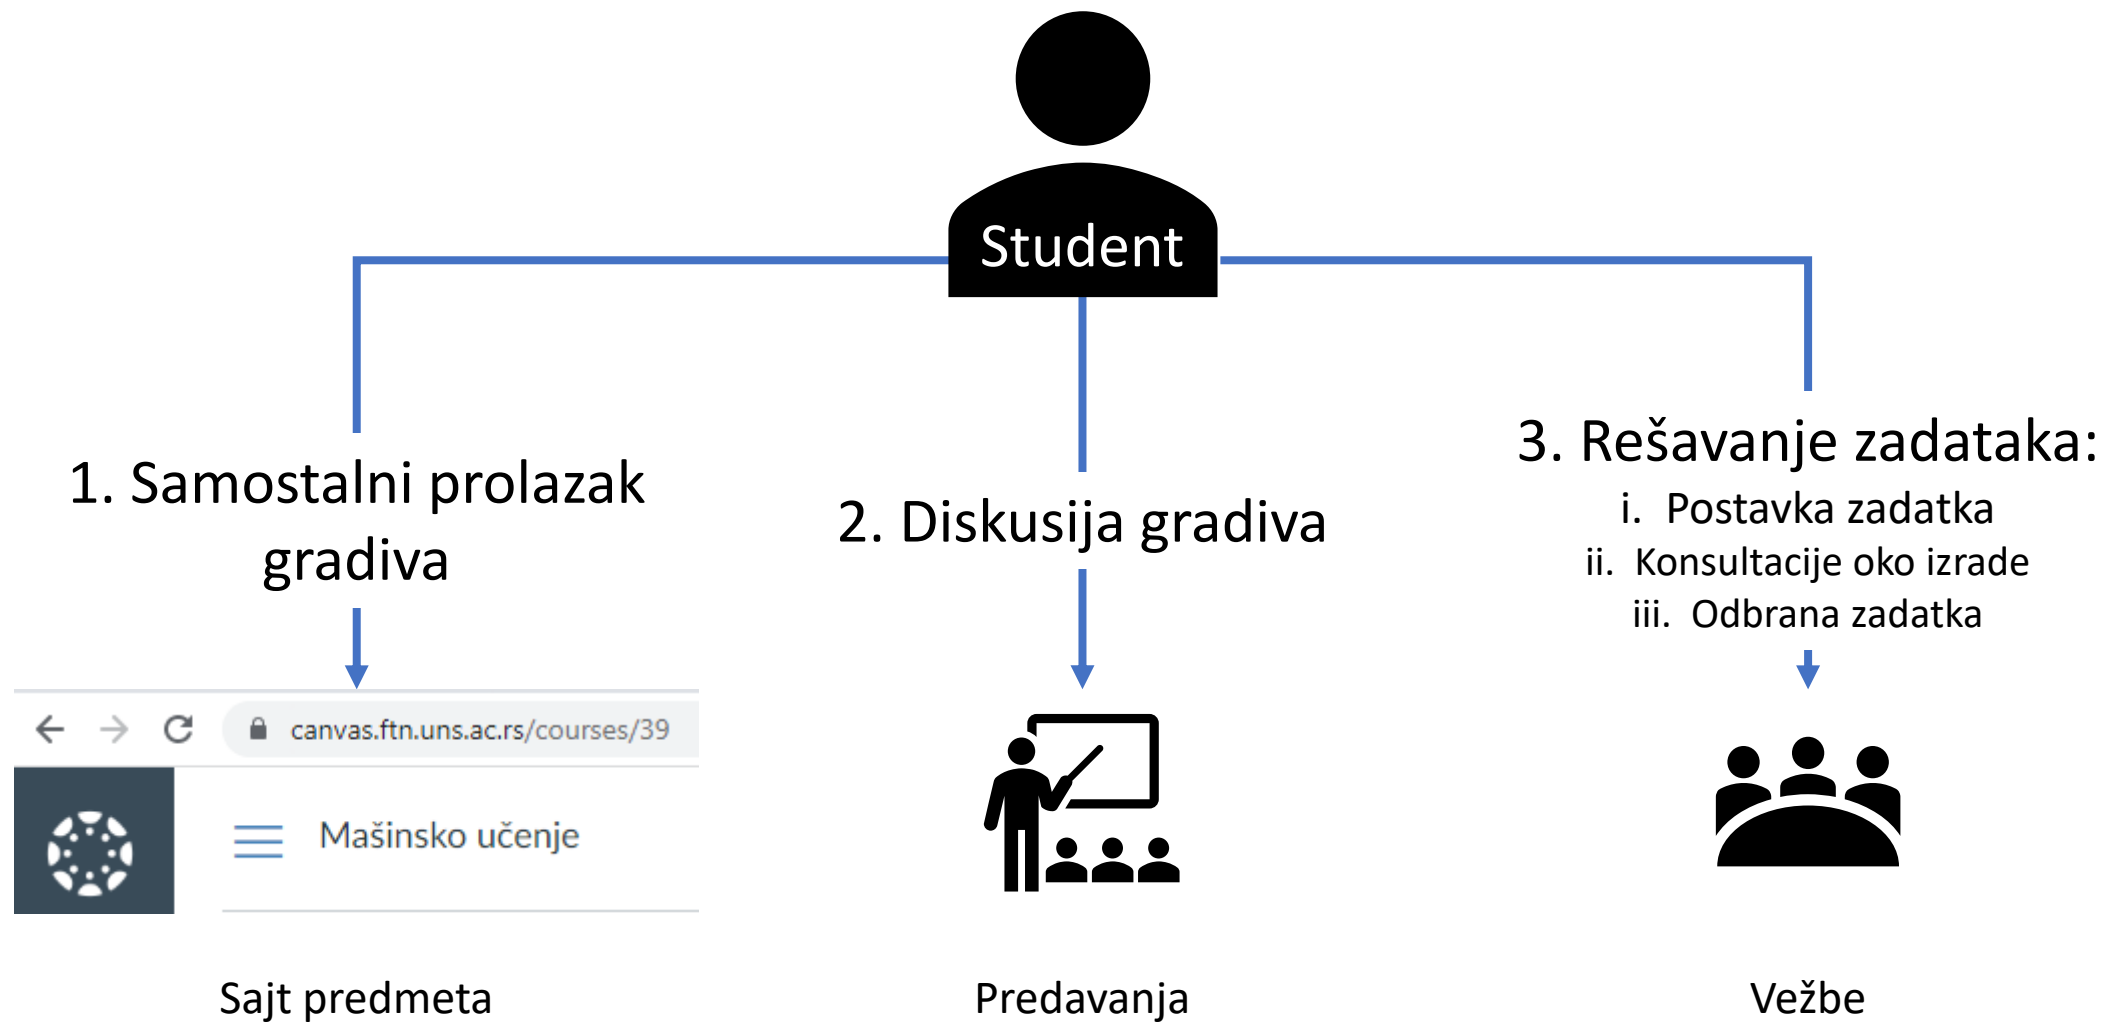 Student
1. Samostalni prolazak
gradiva
canvas.ftn.uns.ac.rs/courses/39
Mašinsko učenje
Sajt predmeta
2. Diskusija gradiva
Predavanja
3. Rešavanje zadataka:
i. Postavka zadatka
ii. Konsultacije oko izrade
iii. Odbrana zadatka
Vežbe